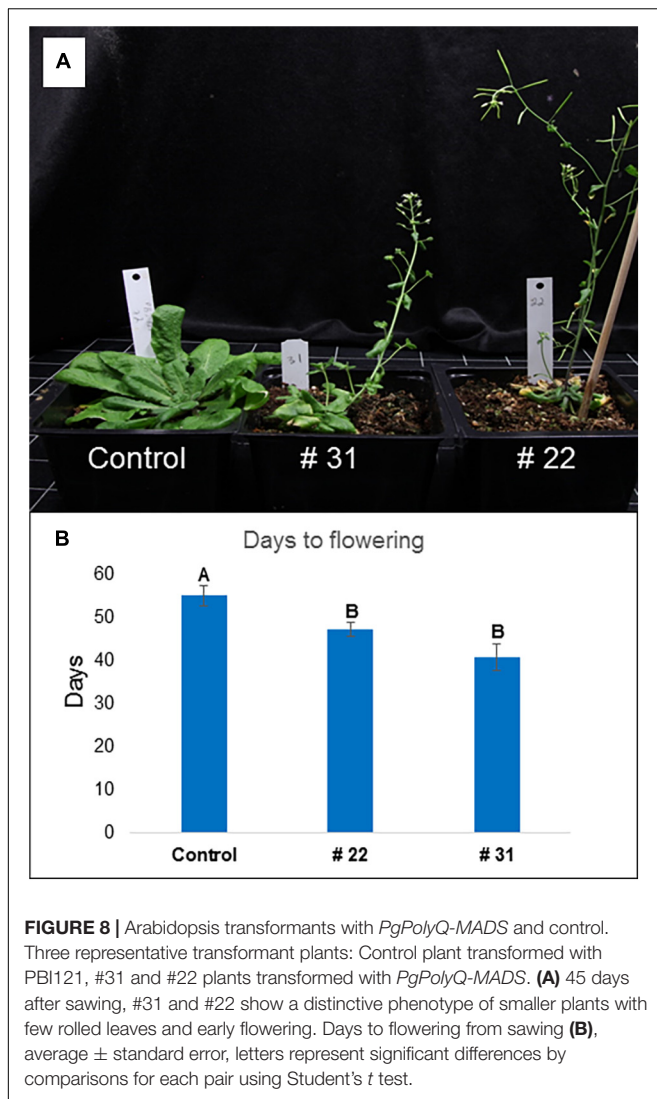 A
22
31
Control
# 31
# 22
B
Days to flowering
60
50
40
30
20
10
0
Days
A
B
B
Control
# 22
# 31
FIGURE 8 | Arabidopsis transformants with PgPolyQ-MADS and control.
Three representative transformant plants: Control plant transformed with
PBI121, #31 and #22 plants transformed with PgPolyQ-MADS. (A) 45 days
after sawing, #31 and #22 show a distinctive phenotype of smaller plants with
few rolled leaves and early flowering. Days to flowering from sawing (B),
average ± standard error, letters represent significant differences by
comparisons for each pair using Student's t test.